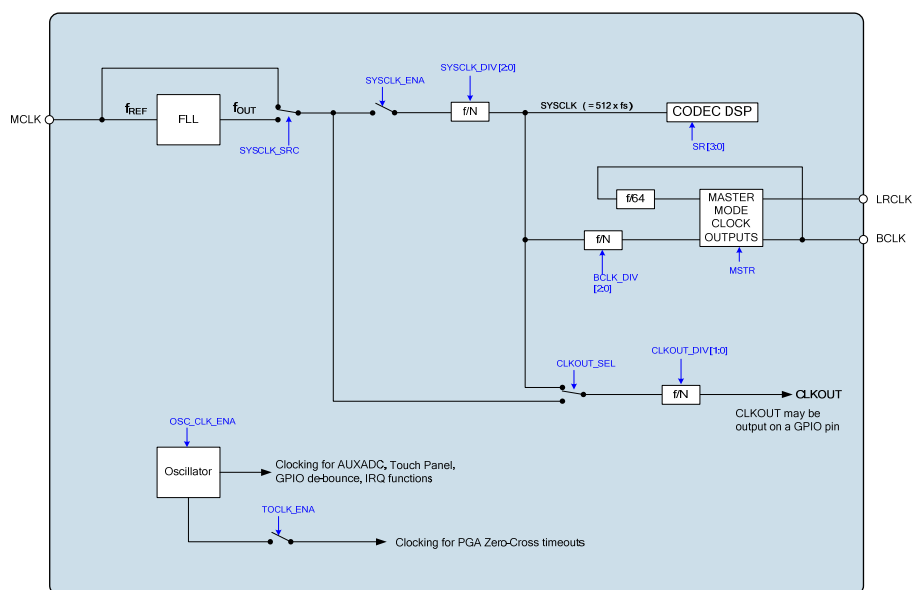 SYSCLK_DIV [2:0]
SYSCLK_ENA
MCLK
fREF
FLL
fOUT
SYSCLK_SRC
f/N
SYSCLK ( = 512 x fs )
CODEC DSP
SR [3:0]
f/64
MASTER
MODE
CLOCK
OUTPUTS
LRCLK
BCLK
f/N
MSTR
BCLK_DIV
[2:0]
CLKOUT_SEL
CLKOUT_DIV [1:0]
f/N
CLKOUT
CLKOUT may be
output on a GPIO pin
OSC_CLK_ENA
Oscillator
Clocking for AUXADC, Touch Panel,
GPIO de-bounce, IRQ functions
TOCLK_ENA
Clocking for PGA Zero-Cross timeouts